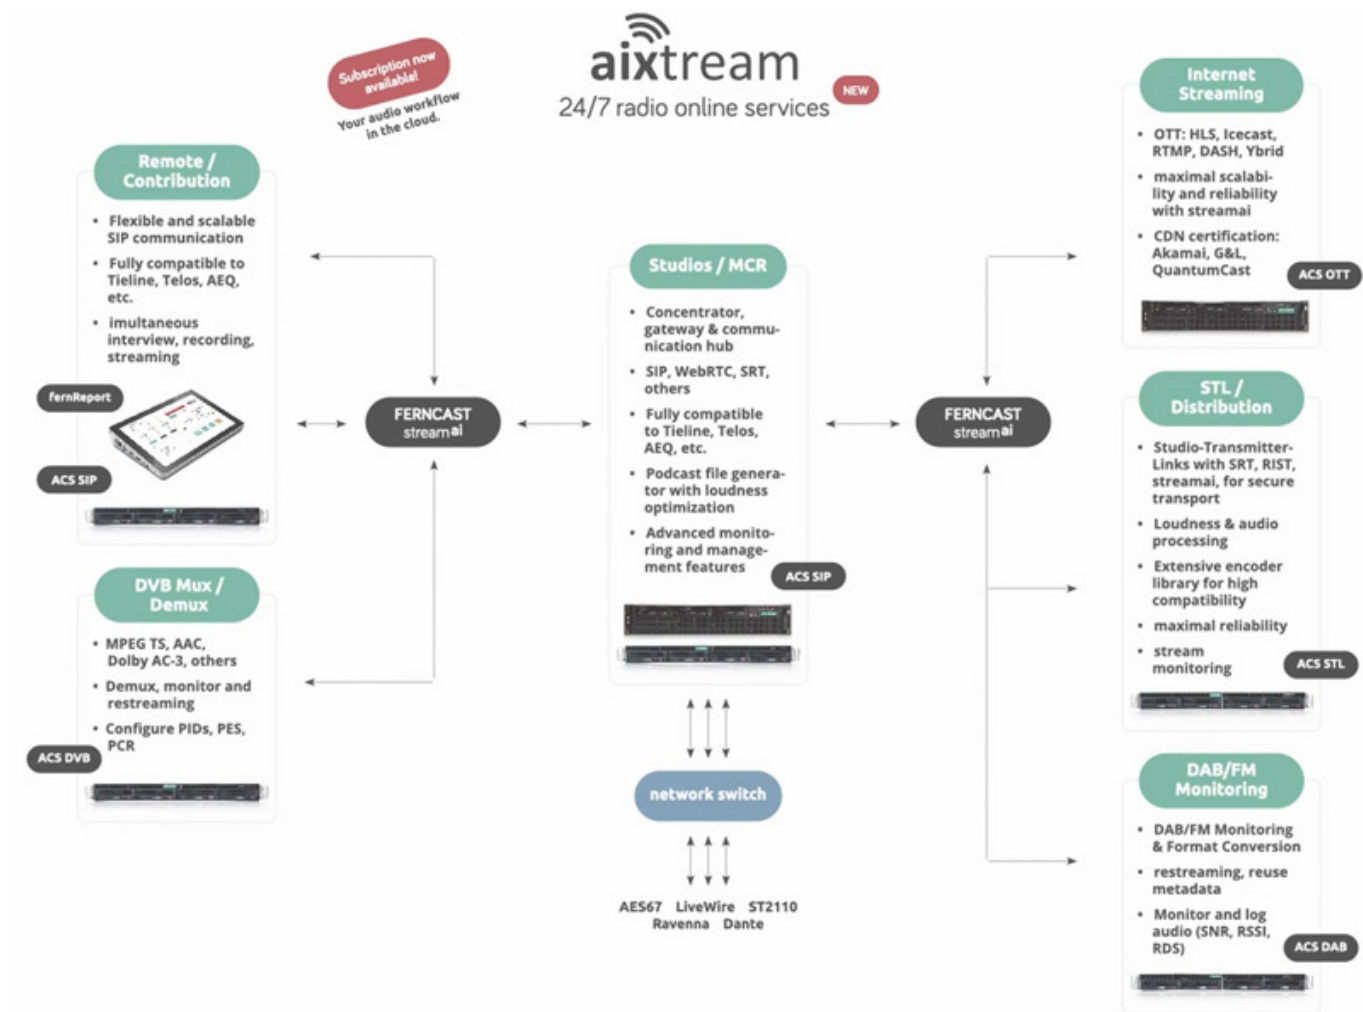 aixtream
24/7 radio online services
NEW
Subscription now
available!
Your audio workflow
in the cloud.
Remote /
Contribution
• Flexible and scalable
SIP communication
• Fully compatible to
Tieline, Telos, AEQ,
etc.
• imultaneous
interview, recording,
streaming
fernReport
ACS SIP
DVB Mux /
Demux
• MPEG TS, AAC,
Dolby AC-3, others
• Demux, monitor and
restreaming
• Configure PIDs, PES,
PCR
ACS DVB
FERNCAST
streamai
Studios / MCR
• Concentrator,
gateway & commu-
nication hub
• SIP, WebRTC, SRT,
others
• Fully compatible
to Tieline, Telos,
AEQ, etc.
• Podcast file genera-
tor with loudness
optimization
• Advanced monito-
ring and manage-
ment features
ACS SIP
network switch
AES67 LiveWire ST2110
Ravenna Dante
FERNCAST
streamai
Internet
Streaming
• OTT: HLS, Icecast,
RTMP, DASH, Ybrid
• maximal scalabi-
lity and reliability
with streamai
• CDN certification:
Akamai, G&L,
QuantumCast
ACS OTT
STL /
Distribution
• Studio-Transmitter-
Links with SRT, RIST,
streamai, for secure
transport
• Loudness & audio
processing
• Extensive encoder
library for high
compatibility
• maximal reliability
• stream
monitoring
ACS STL
DAB/FM
Monitoring
• DAB/FM Monitoring
& Format Conversion
• restreaming, reuse
metadata
• Monitor and log
audio (SNR, RSSI,
RDS)
ACS DAB